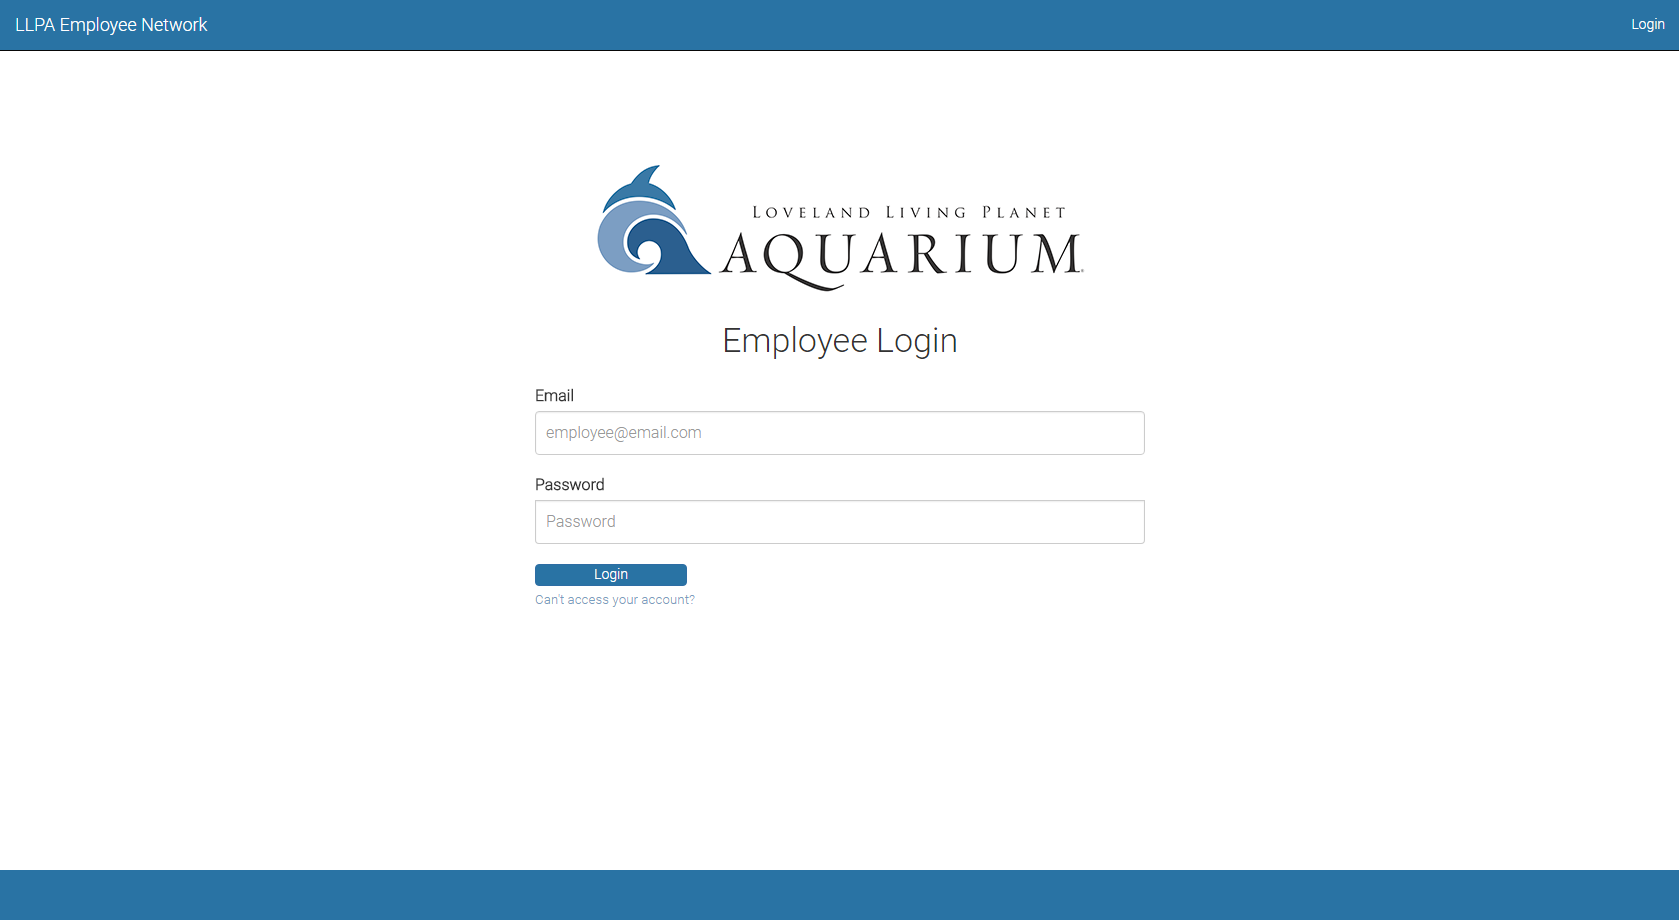 LLPA Employee Network
Login
LOVELAND LIVING PLANET
AQUARIUM
Employee Login
Email
employee@email.com
Password
Password
Login
Can't access your account?